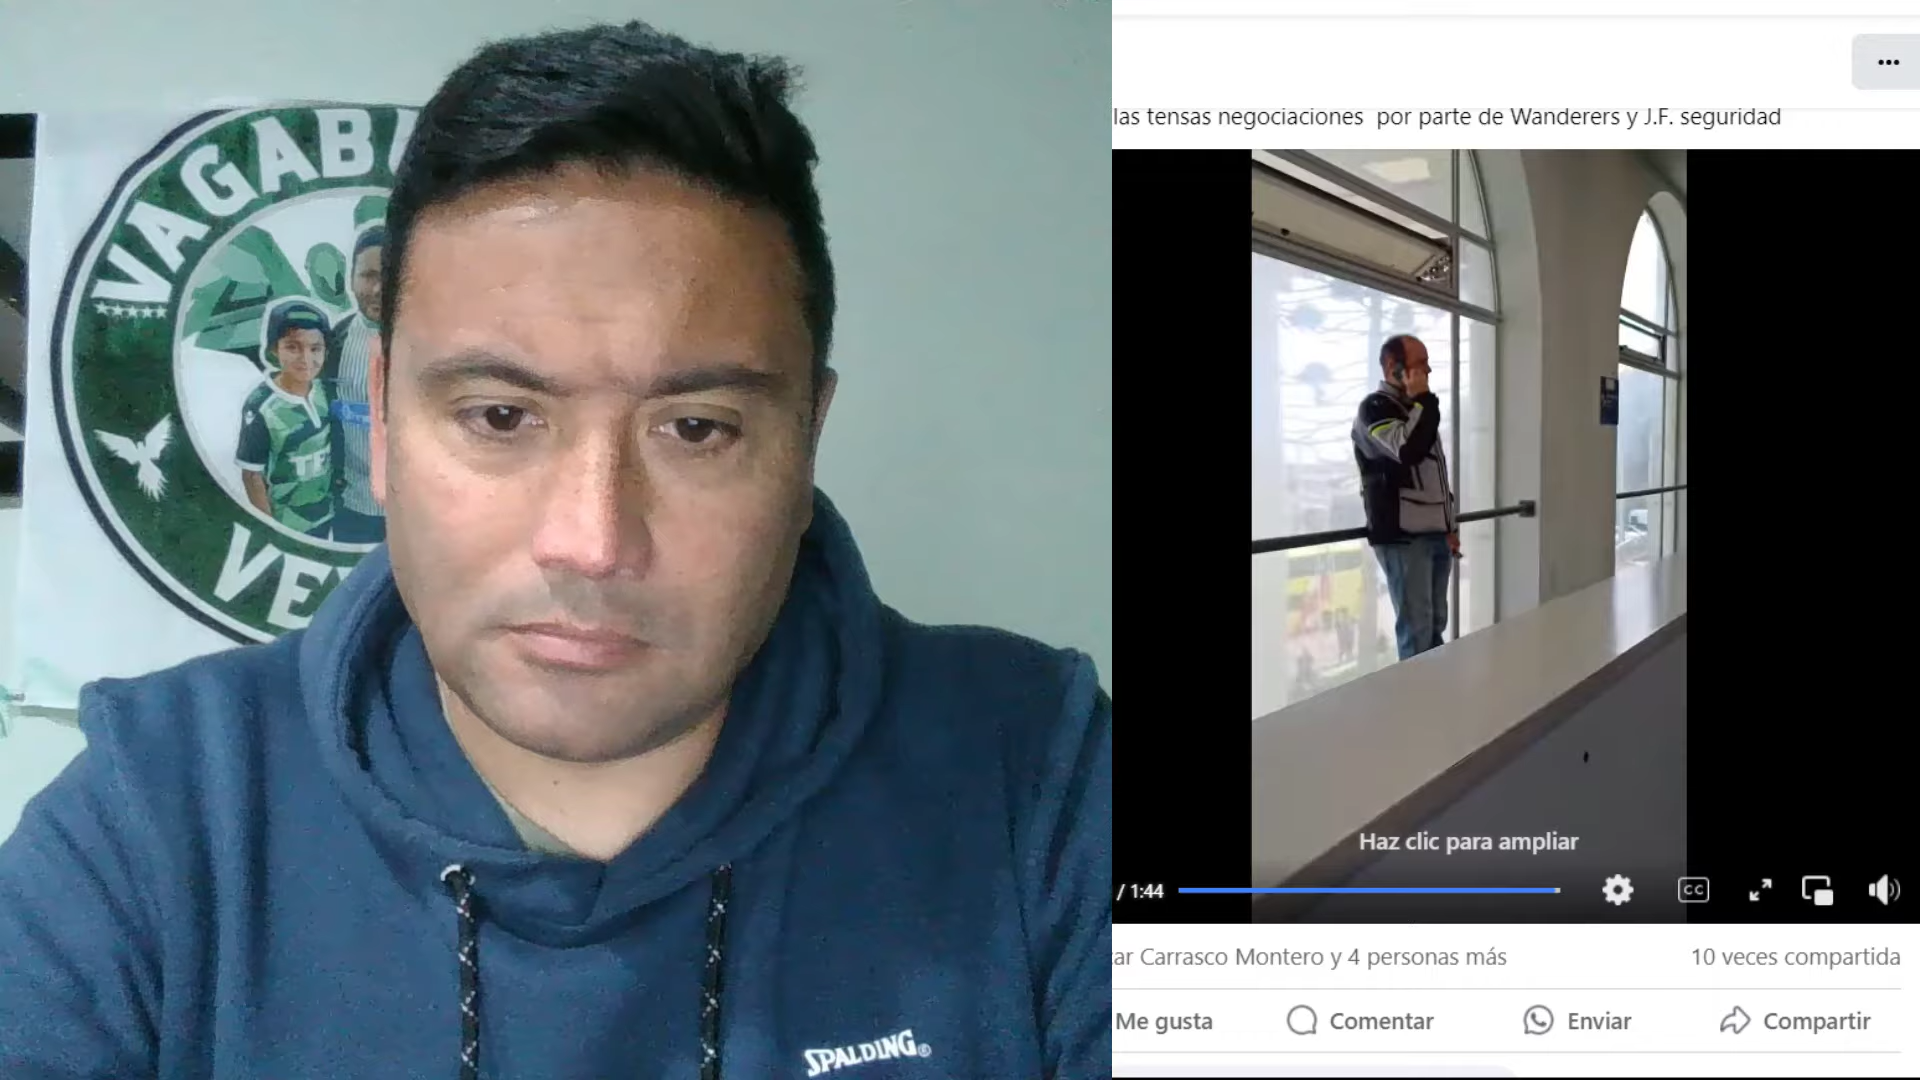 VAGAB
VE
TE
SPALDING®
las tensas negociaciones por parte de Wanderers y J.F. seguridad
Haz clic para ampliar
/ 1:44
CC
ar Carrasco Montero y 4 personas más
10 veces compartida
Me gusta
Comentar
Enviar
Compartir